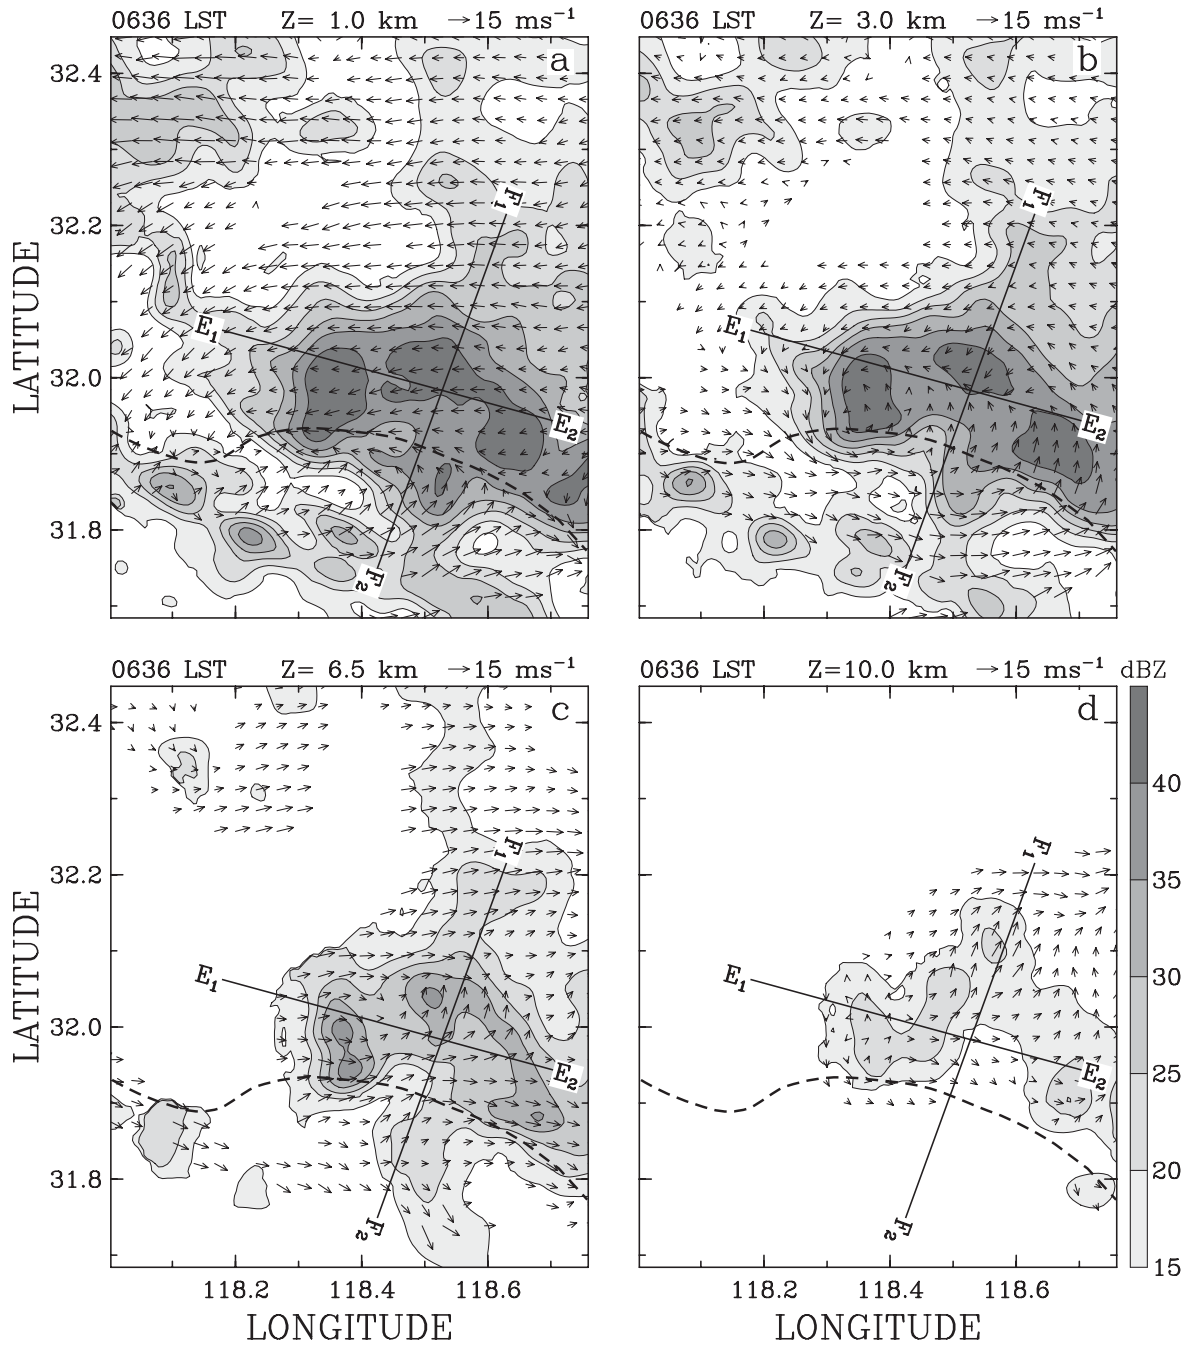 0636 LST Z= 1.0 km →15 ms⁻¹
0636 LST Z= 3.0 km →15 ms⁻¹
a
b
32.4
32.2
32.0
31.8
LATITUDE
F₁
E₁
E₂
F₂
F₁
E₁
E₂
F₂
0636 LST Z= 6.5 km →15 ms⁻¹
0636 LST Z=10.0 km →15 ms⁻¹ dBZ
c
d
32.4
32.2
32.0
31.8
LATITUDE
F₁
E₁
E₂
F₂
F₁
E₁
E₂
F₂
40
35
30
25
20
15
118.2 118.4 118.6
118.2 118.4 118.6
LONGITUDE
LONGITUDE